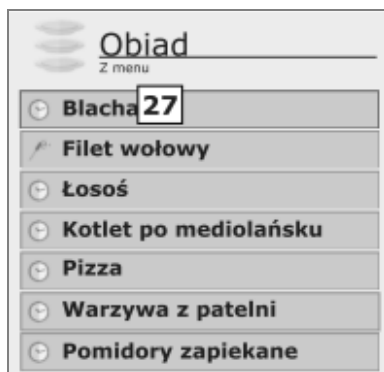 Obiad
Z menu
Blacha 27
Filet wołowy
Łosoś
Kotlet po mediolańsku
Pizza
Warzywa z patelni
Pomidory zapiekane